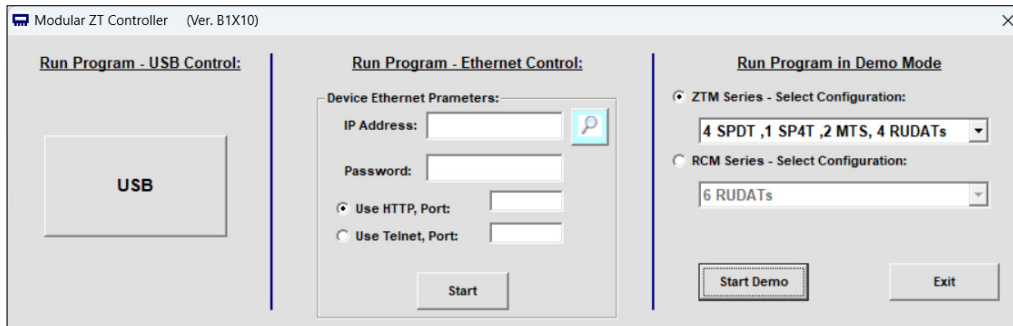 Modular ZT Controller (Ver. B1X10)
Run Program - USB Control:
USB
Run Program - Ethernet Control:
Device Ethernet Prameters:
IP Address:
Password:
Use HTTP, Port:
Use Telnet, Port:
Start
Run Program in Demo Mode
ZTM Series - Select Configuration:
4 SPDT ,1 SP4T ,2 MTS, 4 RUDATs
RCM Series - Select Configuration:
6 RUDATs
Start Demo
Exit